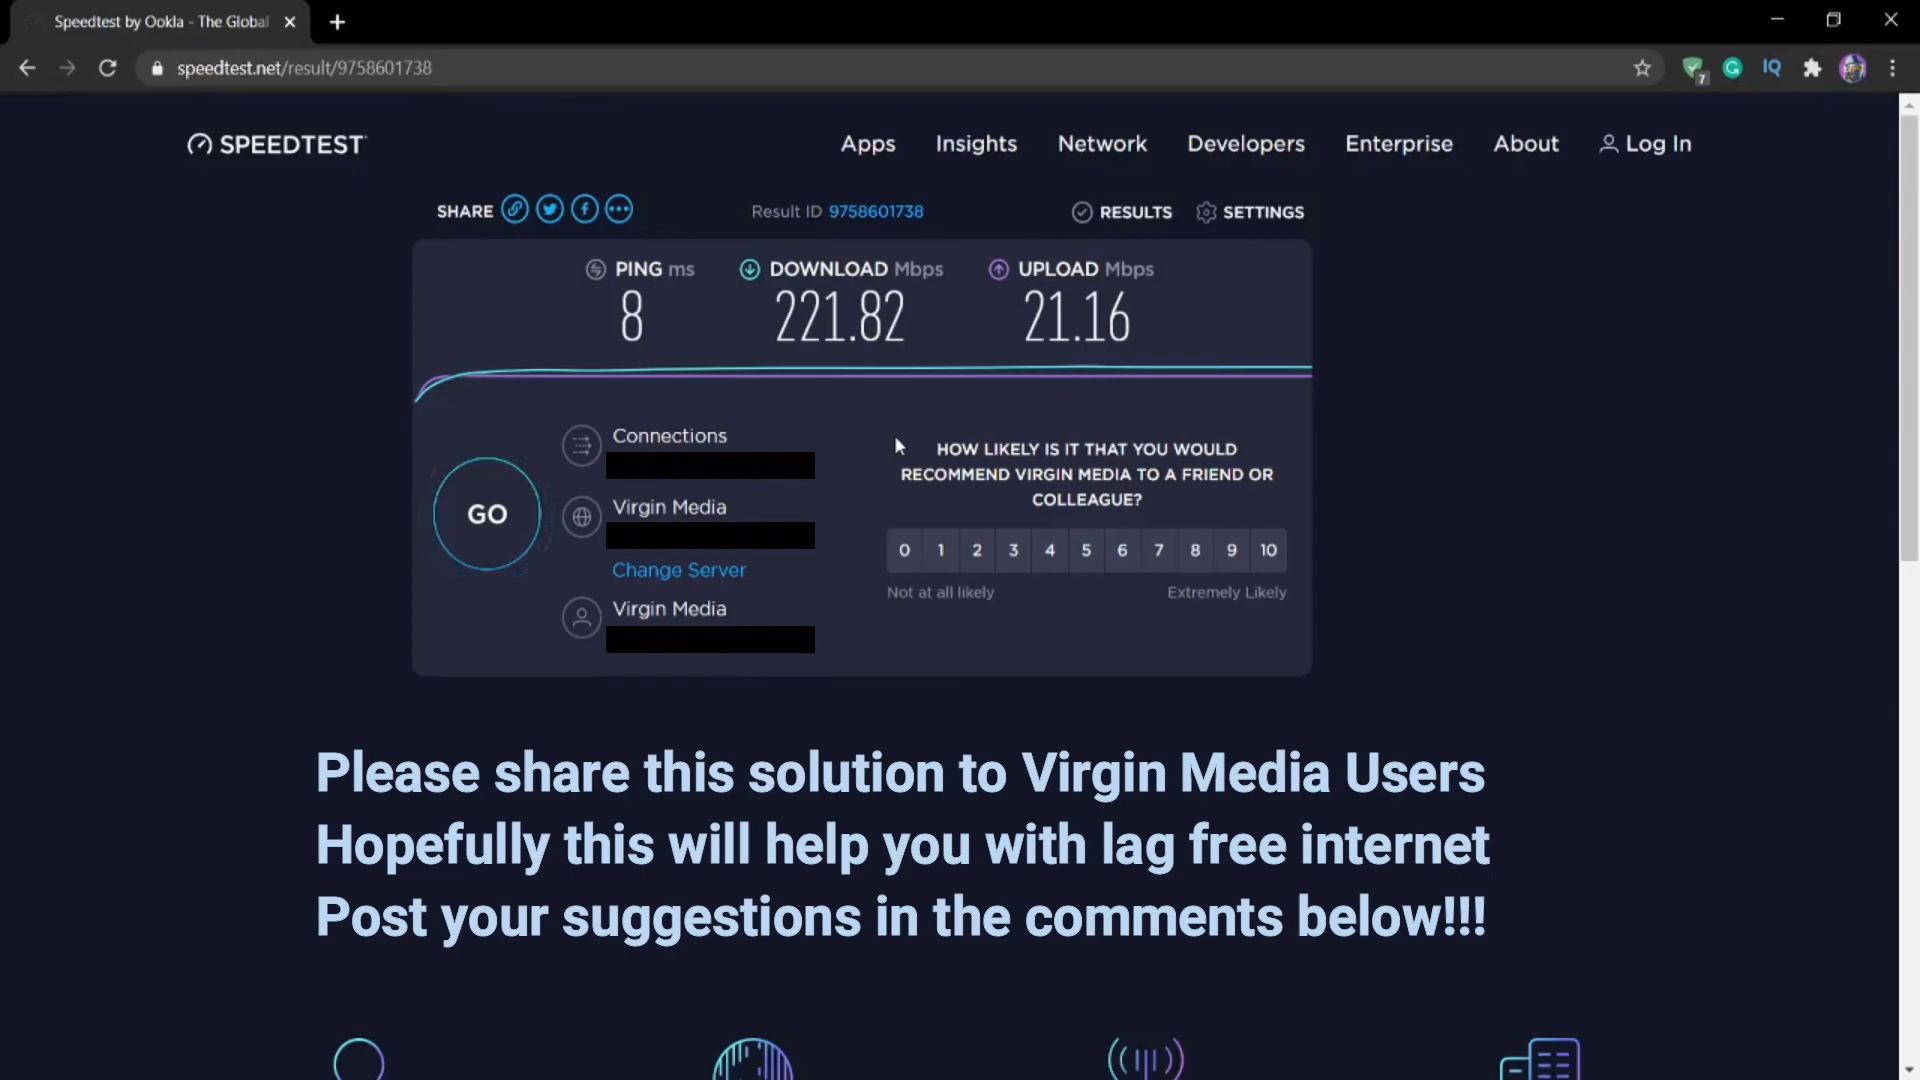 Speedtest by Ookla - The Global
speedtest.net/result/9758601738
7
IQ
SPEEDTEST
Apps
Insights
Network
Developers
Enterprise
About
Log In
SHARE
Result ID 9758601738
RESULTS
SETTINGS
PING ms
DOWNLOAD Mbps
UPLOAD Mbps
8
221.82
21.16
GO
Connections
Virgin Media
Change Server
Virgin Media
HOW LIKELY IS IT THAT YOU WOULD
RECOMMEND VIRGIN MEDIA TO A FRIEND OR
COLLEAGUE?
0 1 2 3 4 5 6 7 8 9 10
Not at all likely
Extremely Likely
Please share this solution to Virgin Media Users
Hopefully this will help you with lag free internet
Post your suggestions in the comments below!!!